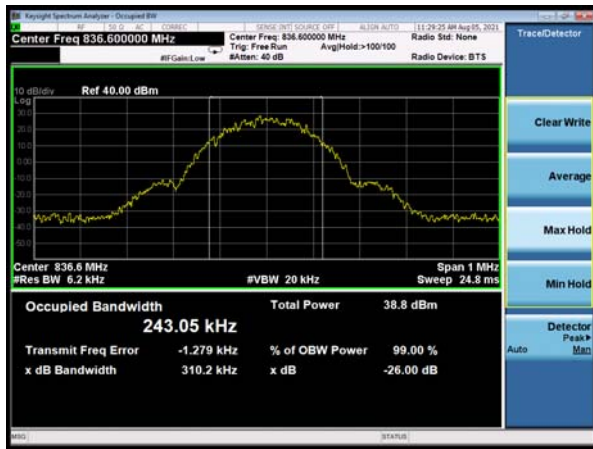 Keysight Spectrum Analyzer - Occupied BW
RF 50 Ω AC CORREC SENSE:INT SOURCE OFF ALIGN AUTO 11:29:25 AM Aug 05, 2021
Center Freq 836.600000 MHz
Center Freq: 836.600000 MHz Radio Std: None
Trig: Free Run Avg|Hold:>100/100
#IFGain:Low #Atten: 40 dB Radio Device: BTS
Trace/Detector
10 dB/div Ref 40.00 dBm
Log
30.0
20.0
10.0
0.00
-10.0
-20.0
-30.0
-40.0
-50.0
Clear Write
Average
Max Hold
Min Hold
Detector
Peak▶
Auto Man
Center 836.6 MHz Span 1 MHz
#Res BW 6.2 kHz #VBW 20 kHz Sweep 24.8 ms
Occupied Bandwidth Total Power 38.8 dBm
243.05 kHz
Transmit Freq Error -1.279 kHz % of OBW Power 99.00 %
x dB Bandwidth 310.2 kHz x dB -26.00 dB
MSG STATUS